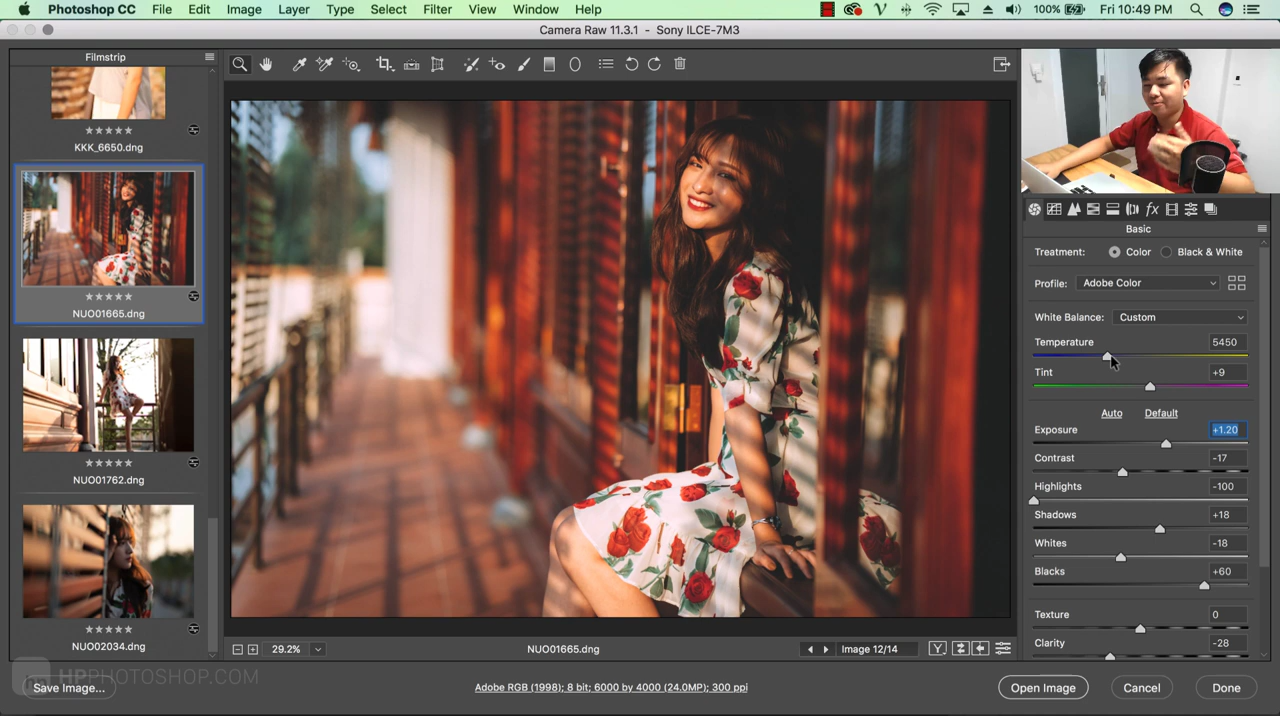 Photoshop CC File Edit Image Layer Type Select Filter View Window Help 100% Fri 10:49 PM
Camera Raw 11.3.1 - Sony ILCE-7M3
Filmstrip
KKK_6650.dng
NUO01665.dng
NUO01762.dng
NUO02034.dng
Basic
Treatment: Color Black & White
Profile: Adobe Color
White Balance: Custom
Temperature 5450
Tint +9
Auto Default
Exposure +1.20
Contrast -17
Highlights -100
Shadows +18
Whites -18
Blacks +60
Texture 0
Clarity -28
29.2% NUO01665.dng Image 12/14 Y
HPPHOTOSHOP.COM
Save Image... Adobe RGB (1998); 8 bit; 6000 by 4000 (24.0MP); 300 ppi Open Image Cancel Done